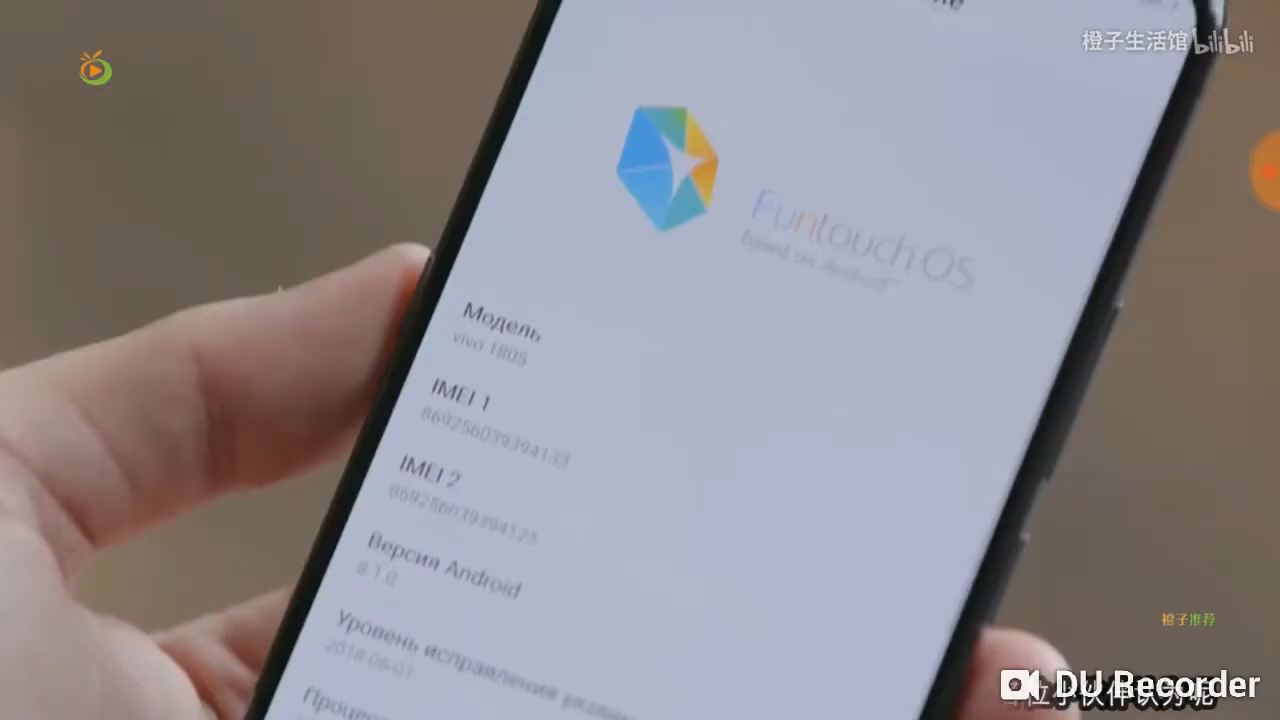 橙子生活馆 bilibili
Funtouch OS
based on Android
Модель
vivo 1805
IMEI 1
869256039394133
IMEI 2
869256039394125
Версия Android
8.1.0
Уровень исправления
2018-06-01
橙子推荐
DU Recorder